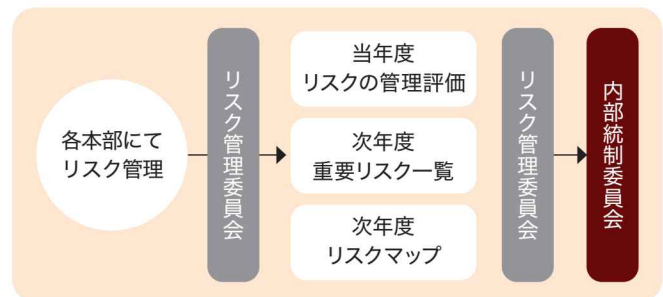 各本部にて
リスク管理
リスク管理委員会
当年度
リスクの管理評価
次年度
重要リスク一覧
次年度
リスクマップ
リスク管理委員会
内部統制委員会